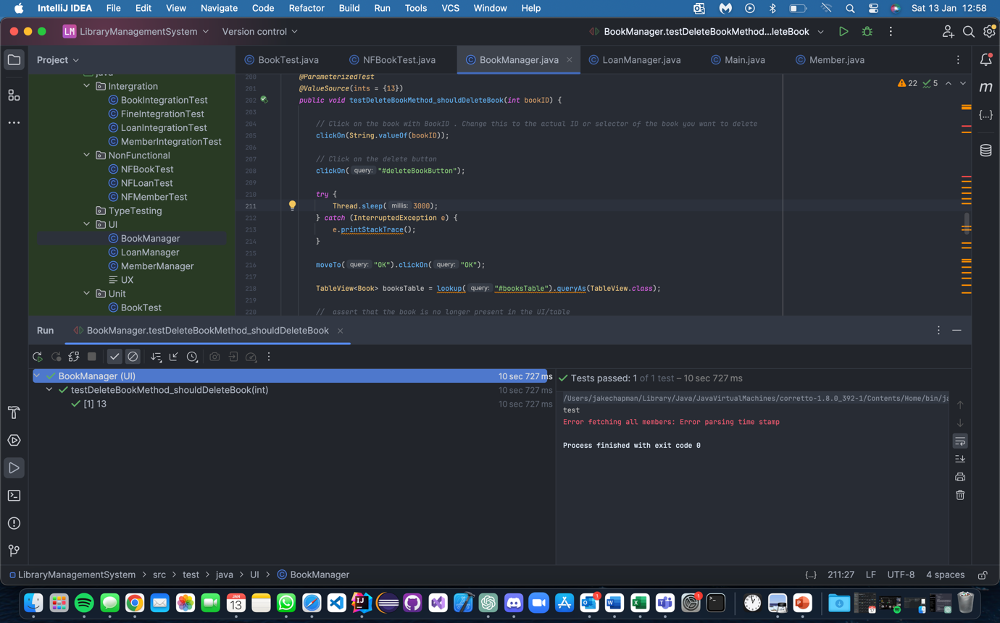 IntelliJ IDEA File Edit View Navigate Code Refactor Build Run Tools VCS Window Help Sat 13 Jan 12:58
LM LibraryManagementSystem Version control BookManager.testDeleteBookMethod...leteBook
Project BookTest.java NFBookTest.java BookManager.java LoanManager.java Main.java Member.java
java
Intergration
BookIntegrationTest
FineIntegrationTest
LoanIntegrationTest
MemberIntegrationTest
NonFunctional
NFBookTest
NFLoanTest
NFMemberTest
TypeTesting
UI
BookManager
LoanManager
MemberManager
UX
Unit
BookTest
22 5
200 @ParameterizedTest
201 @ValueSource(ints = {13})
202 public void testDeleteBookMethod_shouldDeleteBook(int bookID) {
203
204 // Click on the book with BookID . Change this to the actual ID or selector of the book you want to delete
205 clickOn(String.valueOf(bookID));
206
207 // Click on the delete button
208 clickOn( query: "#deleteBookButton");
209
210 try {
211 Thread.sleep( millis: 3000);
212 } catch (InterruptedException e) {
213 e.printStackTrace();
214 }
215
216 moveTo( query: "OK").clickOn( query: "OK");
217
218 TableView<Book> booksTable = lookup( query: "#booksTable").queryAs(TableView.class);
219
220 // assert that the book is no longer present in the UI/table
Run BookManager.testDeleteBookMethod_shouldDeleteBook
BookManager (UI) 10 sec 727 ms
testDeleteBookMethod_shouldDeleteBook(int) 10 sec 727 ms
[1] 13 10 sec 727 ms
Tests passed: 1 of 1 test – 10 sec 727 ms
/Users/jakechapman/Library/Java/JavaVirtualMachines/corretto-1.8.0_392-1/Contents/Home/bin/ja
test
Error fetching all members: Error parsing time stamp
Process finished with exit code 0
LibraryManagementSystem > src > test > java > UI > BookManager {...} 211:27 LF UTF-8 4 spaces
JAN
13
1
1